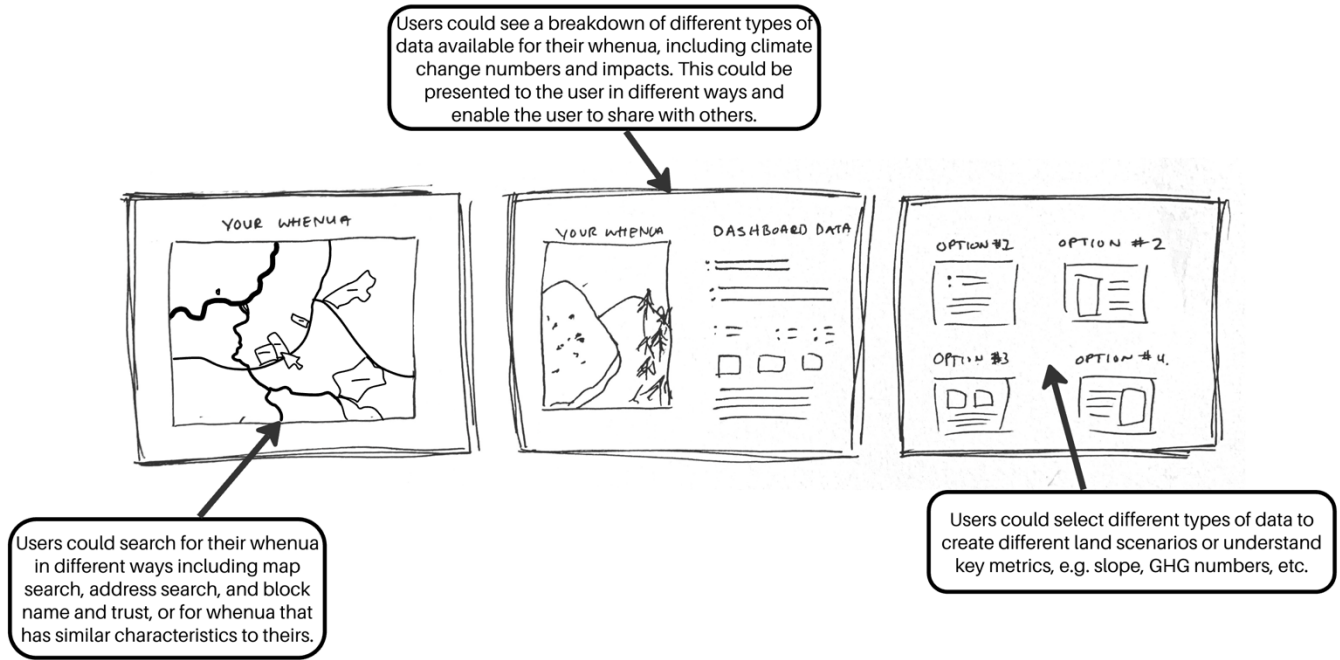 Users could see a breakdown of different types of
data available for their whenua, including climate
change numbers and impacts. This could be
presented to the user in different ways and
enable the user to share with others.
YOUR WHENUA
YOUR WHENUA
DASHBOARD DATA
OPTION #1
OPTION #2
OPTION #3
OPTION #4.
Users could search for their whenua
in different ways including map
search, address search, and block
name and trust, or for whenua that
has similar characteristics to theirs.
Users could select different types of data to
create different land scenarios or understand
key metrics, e.g. slope, GHG numbers, etc.